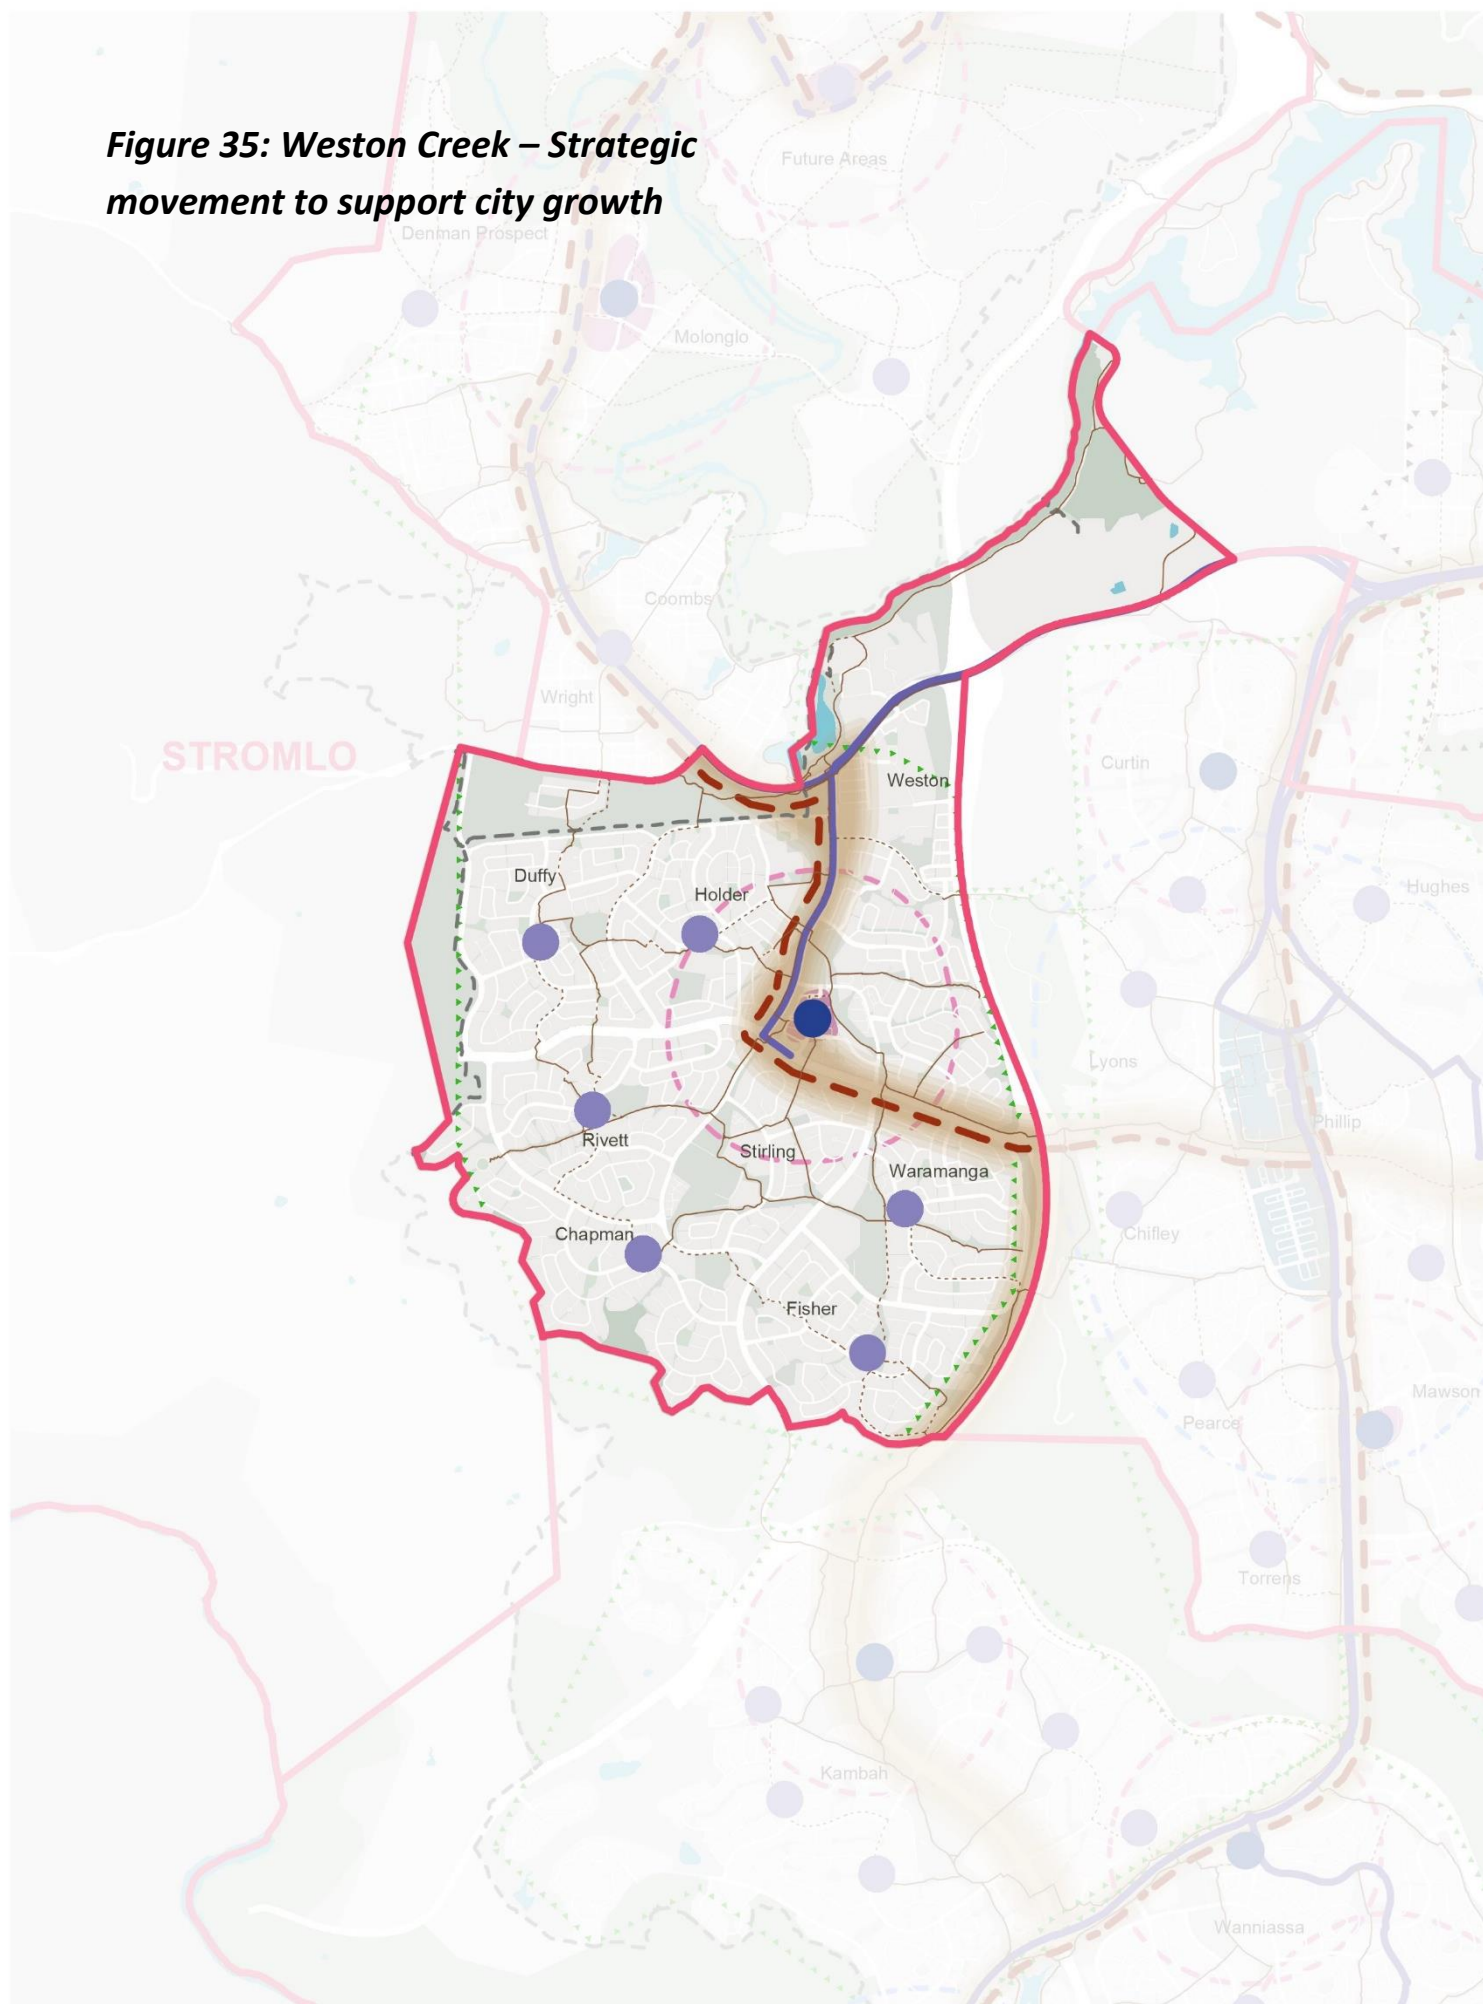 Figure 35: Weston Creek – Strategic
movement to support city growth
Future Areas
Denman Prospect
Molonglo
Coombs
Wright
STROMLO
Curtin
Weston
Duffy
Holder
Hughes
Lyons
Phillip
Rivett
Stirling
Waramanga
Chapman
Chifley
Fisher
Mawson
Pearce
Torrens
Kambah
Wanniassa